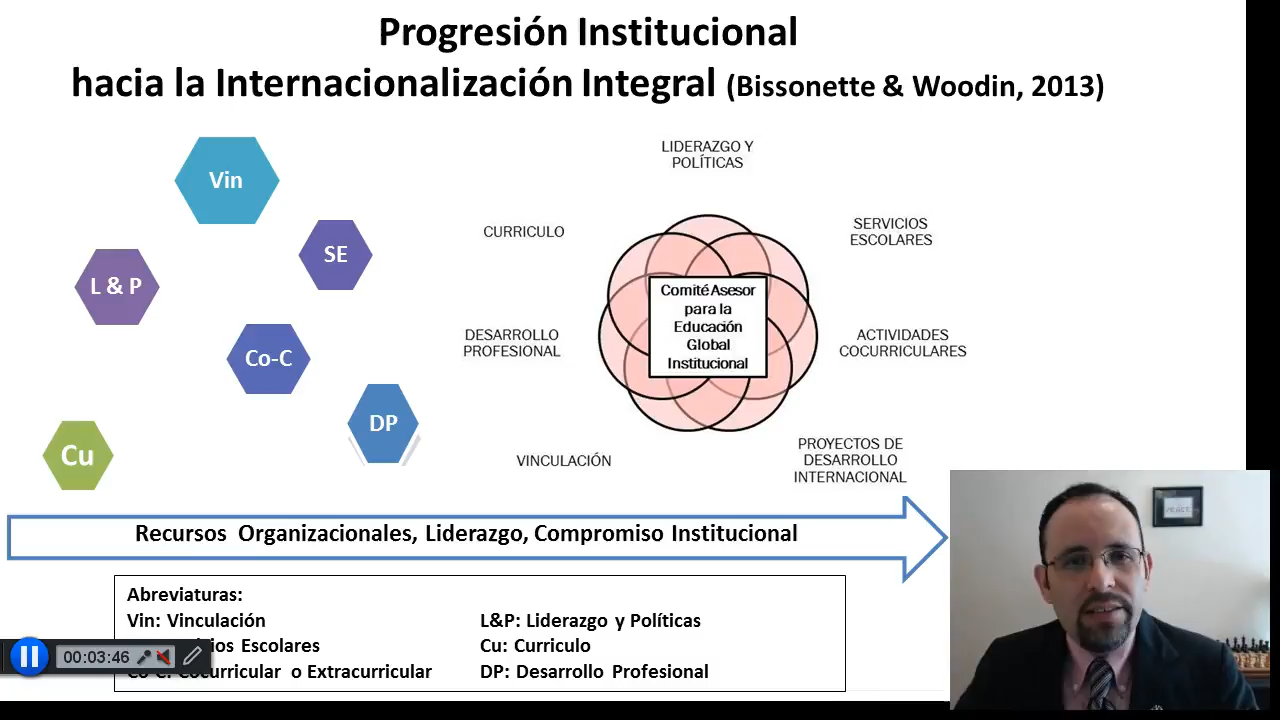 Progresión Institucional
hacia la Internacionalización Integral (Bissonette & Woodin, 2013)
Vin
SE
L & P
Co-C
DP
Cu
LIDERAZGO Y
POLÍTICAS
CURRICULO
SERVICIOS
ESCOLARES
Comité Asesor
para la
Educación
Global
Institucional
DESARROLLO
PROFESIONAL
ACTIVIDADES
COCURRICULARES
VINCULACIÓN
PROYECTOS DE
DESARROLLO
INTERNACIONAL
Recursos Organizacionales, Liderazgo, Compromiso Institucional
Abreviaturas:
Vin: Vinculación
L&P: Liderazgo y Políticas
Escolares
Cu: Curriculo
Co-C: Cocurricular o Extracurricular
DP: Desarrollo Profesional
00:03:46